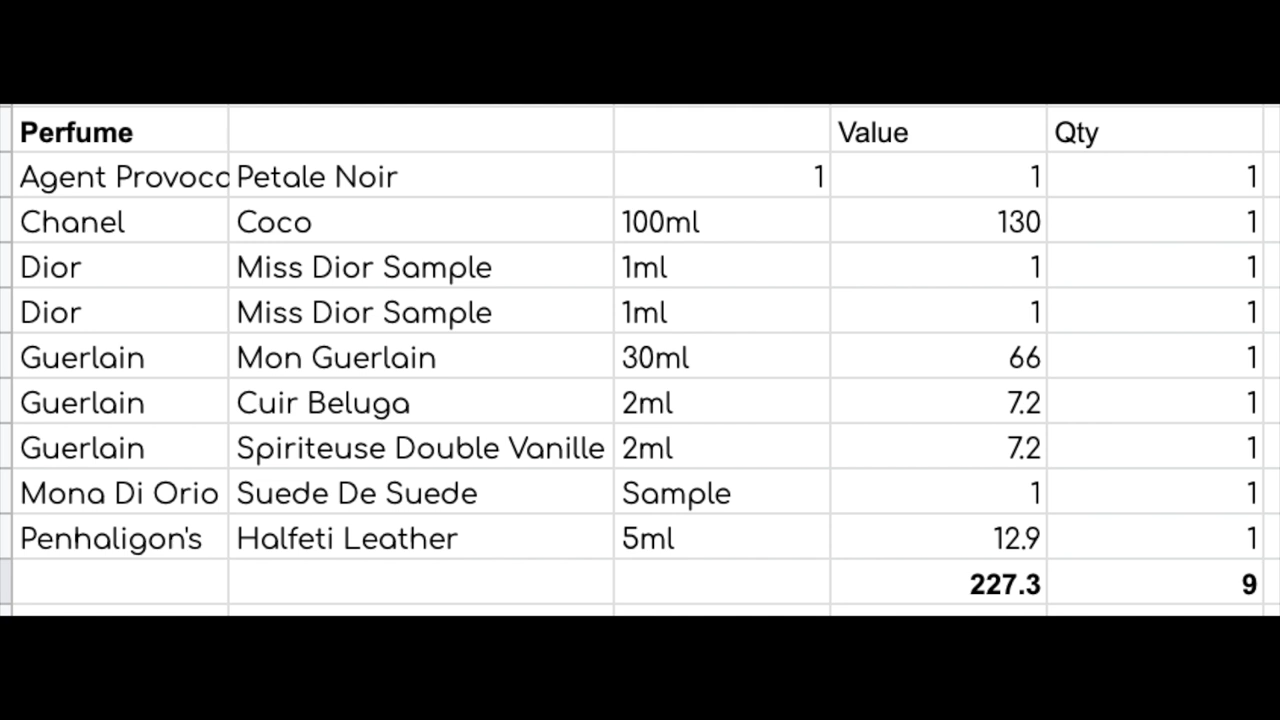 Perfume Value Qty
Agent Provoc Petale Noir 1 1 1
Chanel Coco 100ml 130 1
Dior Miss Dior Sample 1ml 1 1
Dior Miss Dior Sample 1ml 1 1
Guerlain Mon Guerlain 30ml 66 1
Guerlain Cuir Beluga 2ml 7.2 1
Guerlain Spiriteuse Double Vanille 2ml 7.2 1
Mona Di Orio Suede De Suede Sample 1 1
Penhaligon's Halfeti Leather 5ml 12.9 1
227.3 9